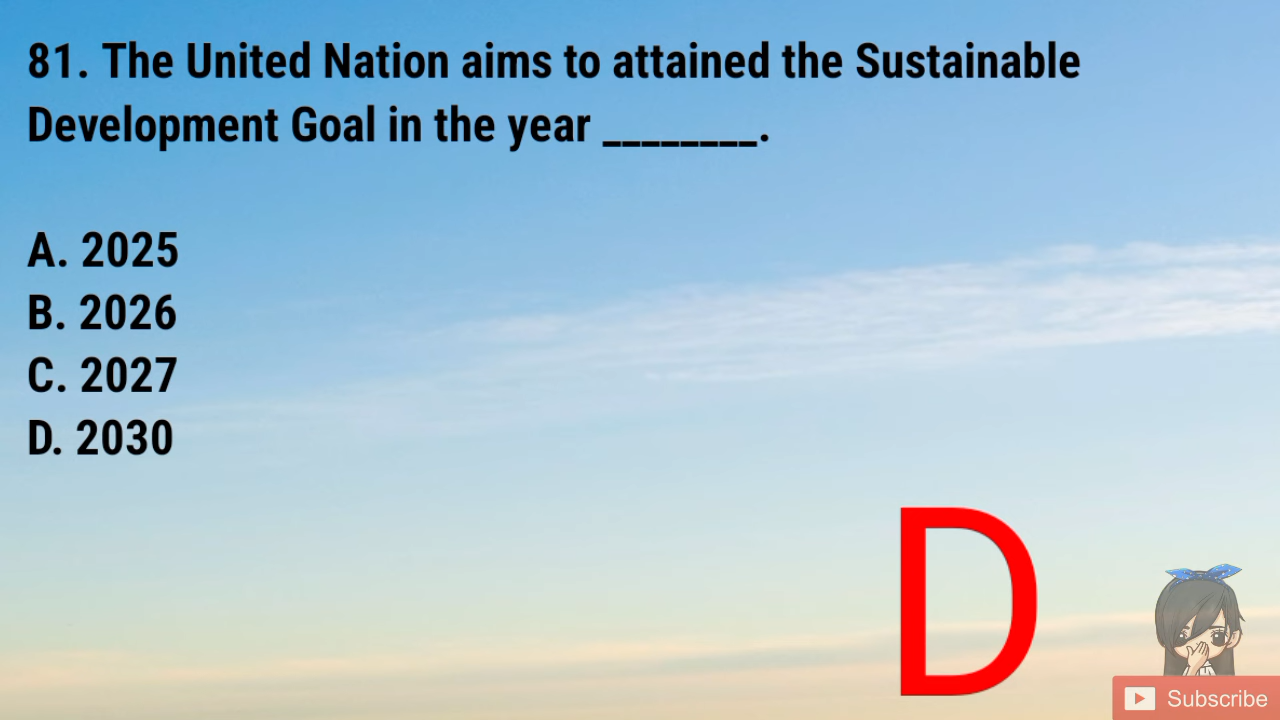 81. The United Nation aims to attained the Sustainable
Development Goal in the year ________.
A. 2025
B. 2026
C. 2027
D. 2030
D
Subscribe